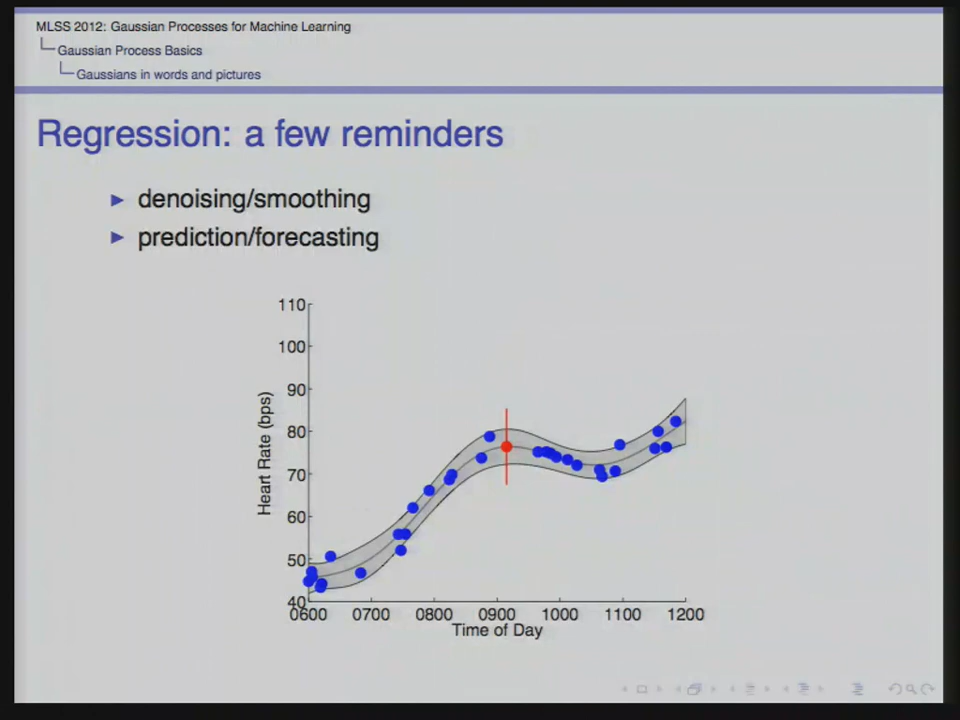 MLSS 2012: Gaussian Processes for Machine Learning
Gaussian Process Basics
Gaussians in words and pictures
Regression: a few reminders
denoising/smoothing
prediction/forecasting
110
100
90
80
70
60
50
40
Heart Rate (bps)
0600 0700 0800 0900 1000 1100 1200
Time of Day